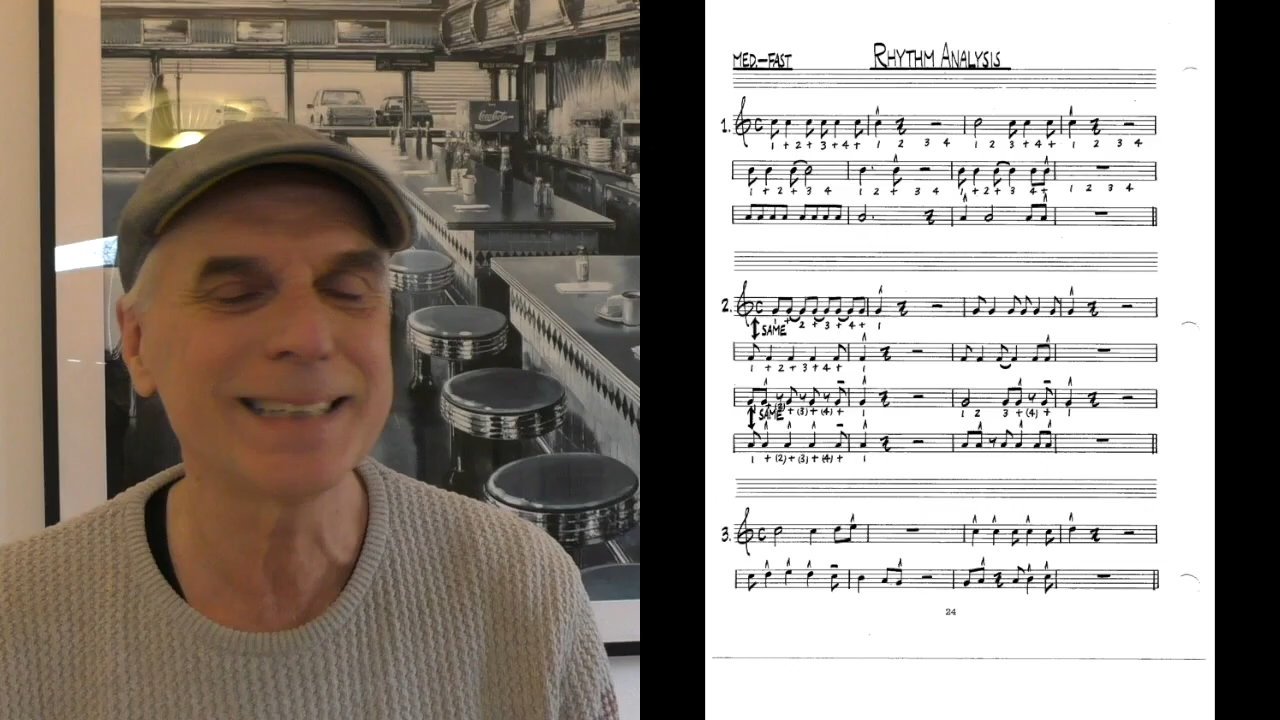 Coca-Cola
MED.-FAST
RHYTHM ANALYSIS
1.
1 + 2 + 3 + 4 + 1 2 3 4 1 2 3 + 4 + 1 2 3 4
1 + 2 + 3 4 1 2 + 3 4 1 + 2 + 3 4 + 1 2 3 4
2.
1 + 2 + 3 + 4 + 1
SAME
1 + 2 + 3 + 4 + 1
+ (3) + (4) + 1 1 2 3 + (4) + 1
SAME
1 + (2) + (3) + (4) + 1
3.
24